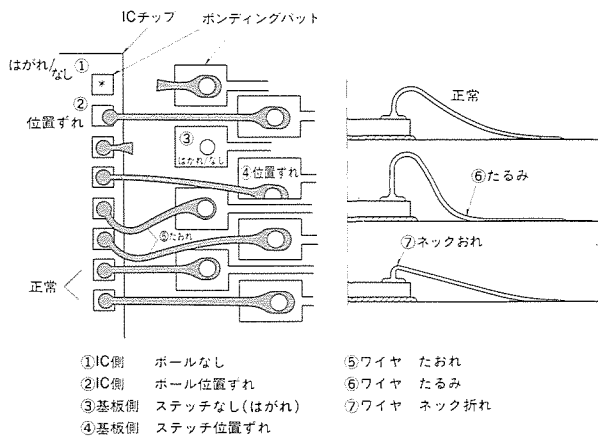 ICチップ
ボンディングパット
はがれ/なし ①
②
位置ずれ
③
はがれ/なし
④位置ずれ
⑤たおれ
正常
正常
⑥たるみ
⑦ネックおれ
①IC側 ボールなし
②IC側 ボール位置ずれ
③基板側 ステッチなし(はがれ)
④基板側 ステッチ位置ずれ
⑤ワイヤ たおれ
⑥ワイヤ たるみ
⑦ワイヤ ネック折れ